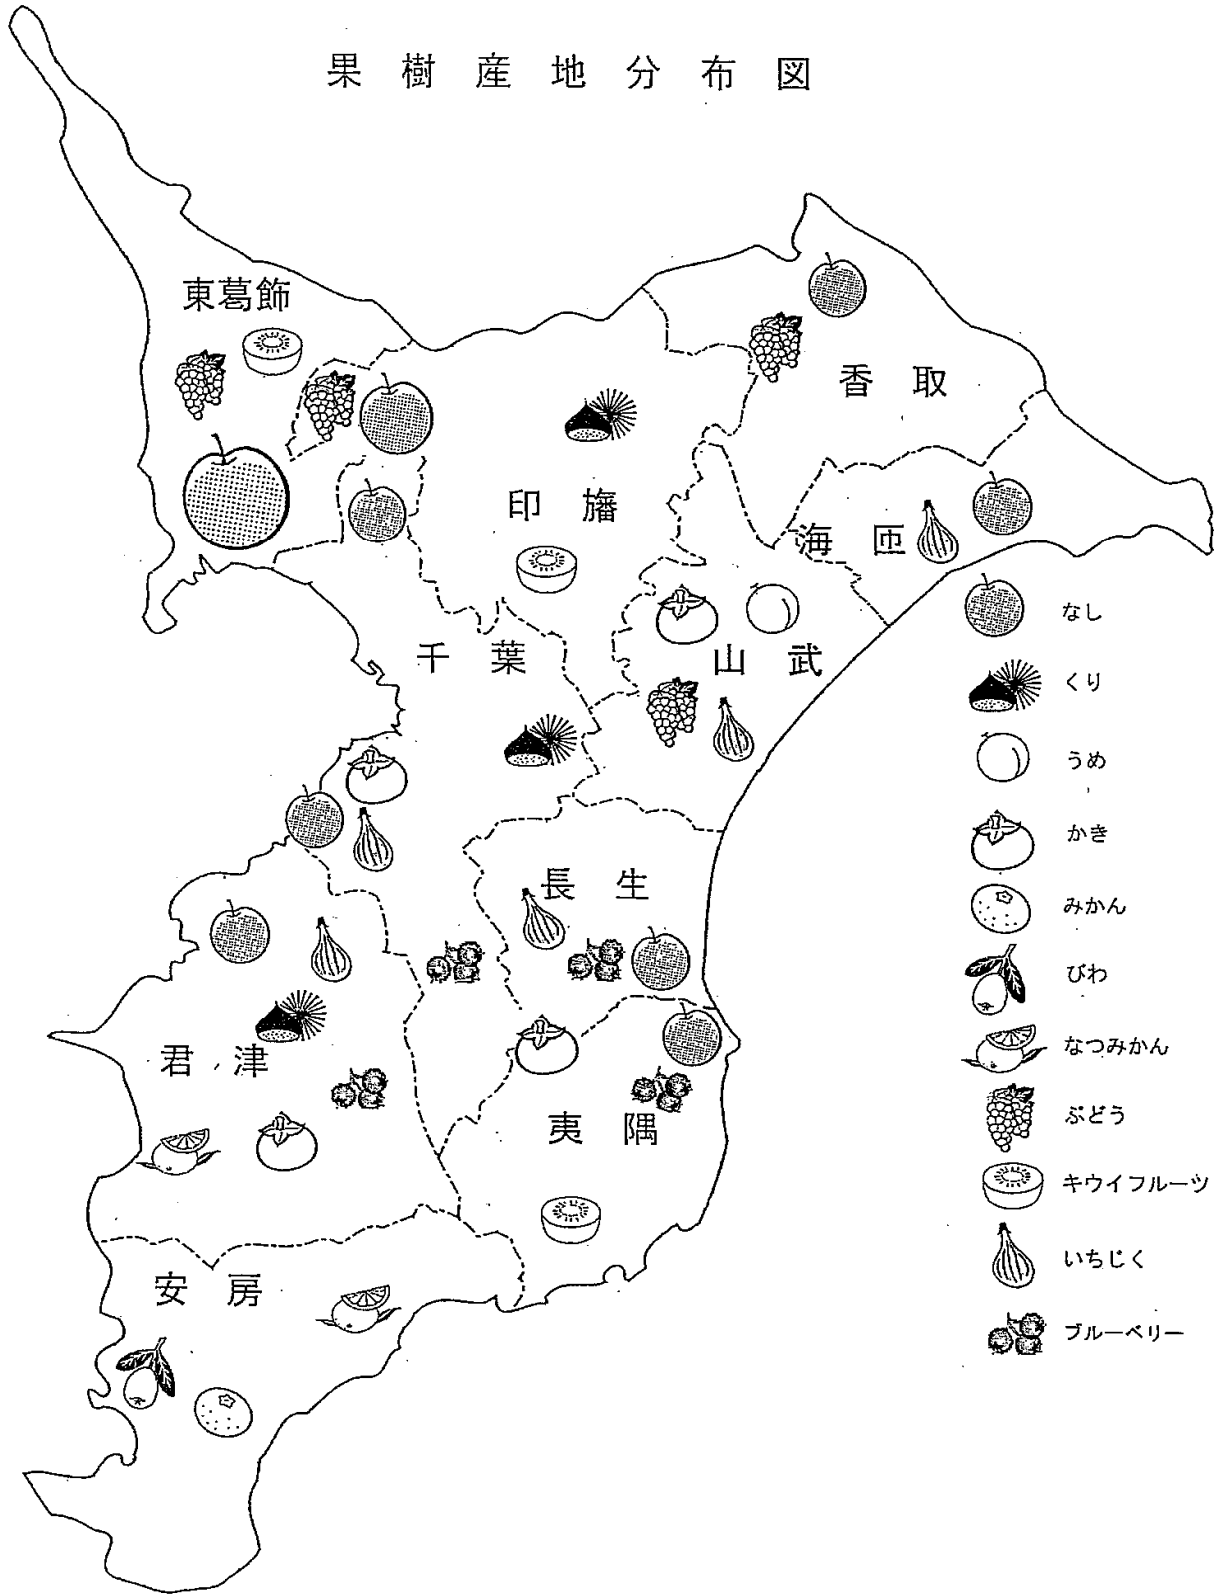 果樹産地分布図
東葛飾
香取
印旛
海匝
千葉
山武
長生
君津
夷隅
安房
なし
くり
うめ
かき
みかん
びわ
なつみかん
ぶどう
キウイフルーツ
いちじく
ブルーベリー